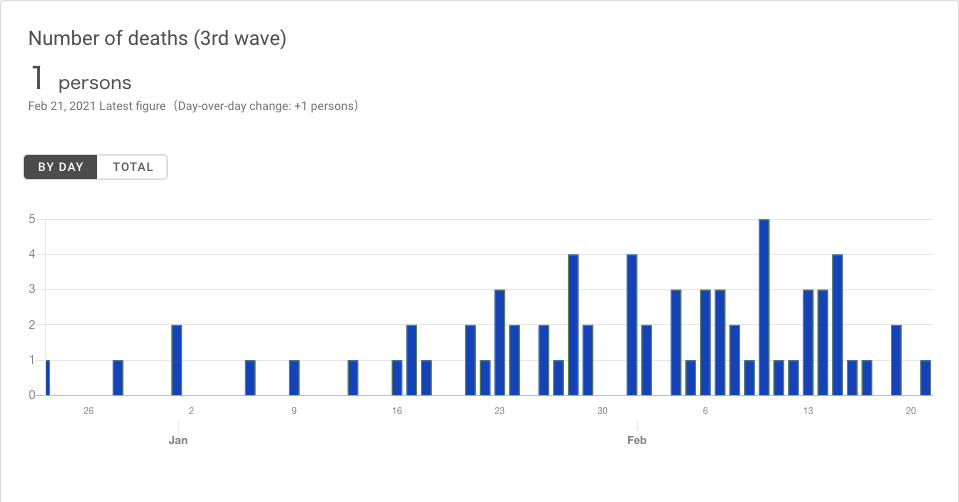 Number of deaths (3rd wave)
1 persons
Feb 21, 2021 Latest figure（Day-over-day change: +1 persons）
BY DAY TOTAL
5
4
3
2
1
0
26 2 9 16 23 30 6 13 20
Jan Feb